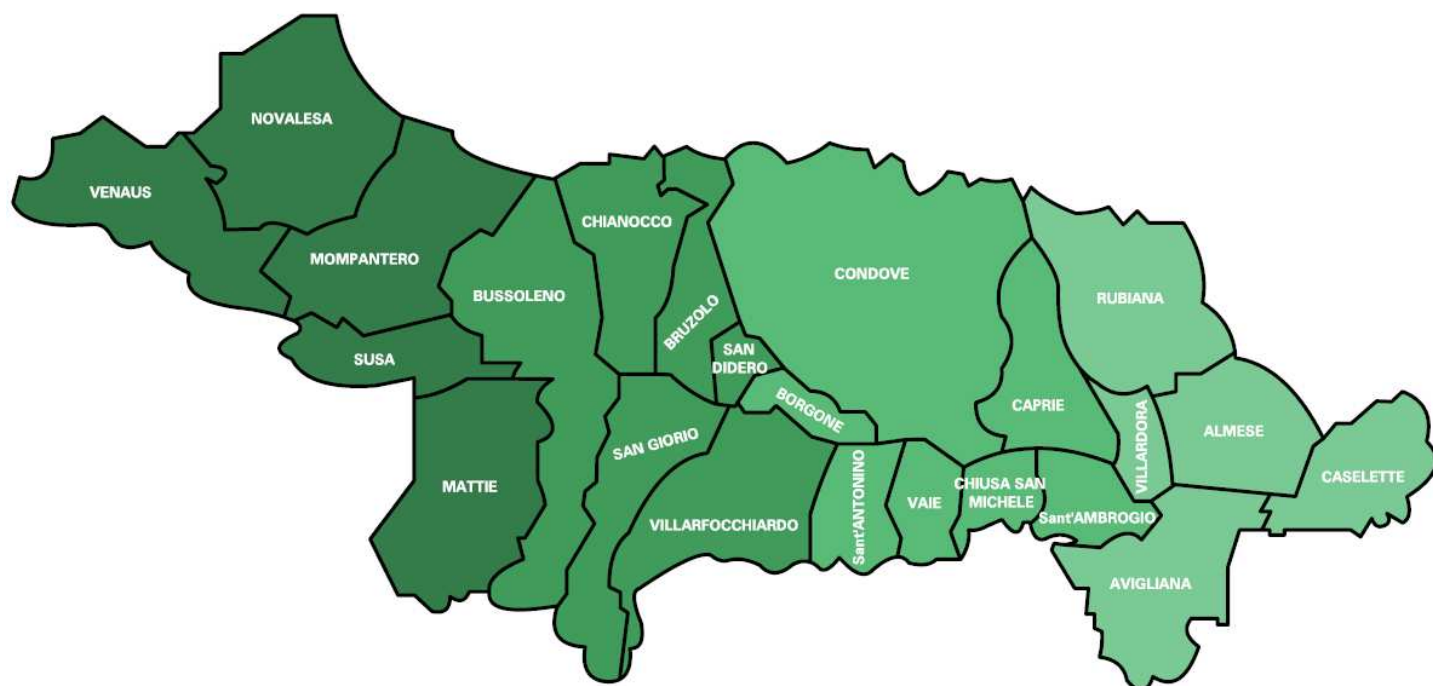 NOVALESA
VENAUS
CHIANOCCO
MOMPANTERO
CONDOVE
BUSSOLENO
RUBIANA
BRUZOLO
SUSA
SAN
DIDERO
BORGONE
CAPRIE
ALMESE
SAN GIORIO
VILLARDORA
CASELETTE
MATTIE
CHIUSA SAN
MICHELE
VAIE
Sant'ANTONINO
VILLARFOCCHIARDO
Sant'AMBROGIO
AVIGLIANA